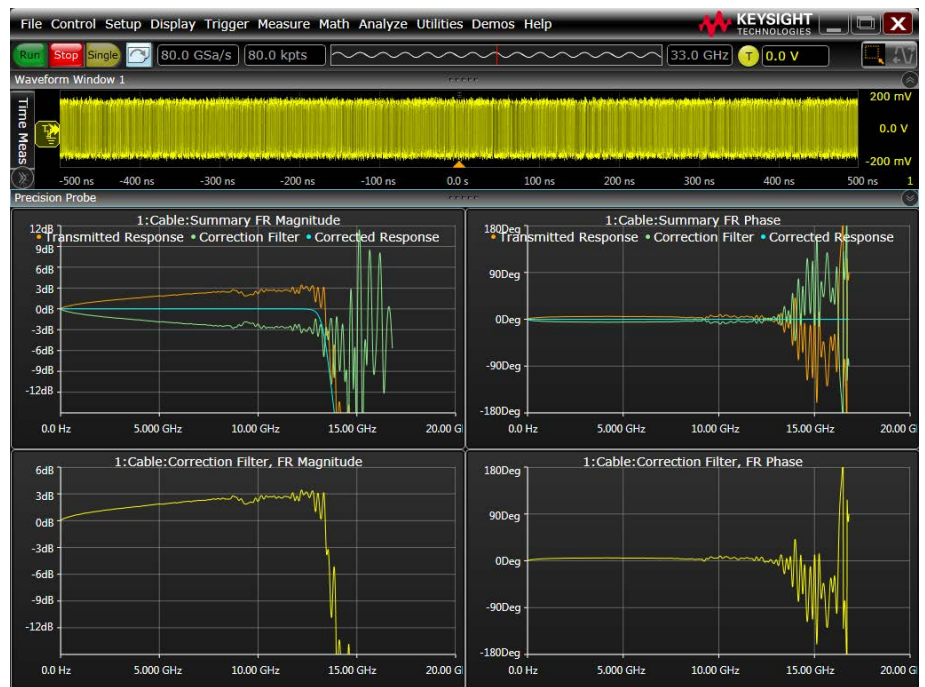 File Control Setup Display Trigger Measure Math Analyze Utilities Demos Help
KEYSIGHT
TECHNOLOGIES
Run Stop Single 80.0 GSa/s 80.0 kpts 33.0 GHz T 0.0 V
Waveform Window 1
Time Meas
200 mV
0.0 V
-200 mV
-500 ns -400 ns -300 ns -200 ns -100 ns 0.0 s 100 ns 200 ns 300 ns 400 ns 500 ns 1
Precision Probe
1:Cable:Summary FR Magnitude
Transmitted Response Correction Filter Corrected Response
12dB
9dB
6dB
3dB
0dB
-3dB
-6dB
-9dB
-12dB
0.0 Hz 5.000 GHz 10.00 GHz 15.00 GHz 20.00 G
1:Cable:Summary FR Phase
Transmitted Response Correction Filter Corrected Response
180Deg
90Deg
0Deg
-90Deg
-180Deg
0.0 Hz 5.000 GHz 10.00 GHz 15.00 GHz 20.00 G
1:Cable:Correction Filter, FR Magnitude
6dB
3dB
0dB
-3dB
-6dB
-9dB
-12dB
0.0 Hz 5.000 GHz 10.00 GHz 15.00 GHz 20.00 G
1:Cable:Correction Filter, FR Phase
180Deg
90Deg
0Deg
-90Deg
-180Deg
0.0 Hz 5.000 GHz 10.00 GHz 15.00 GHz 20.00 G